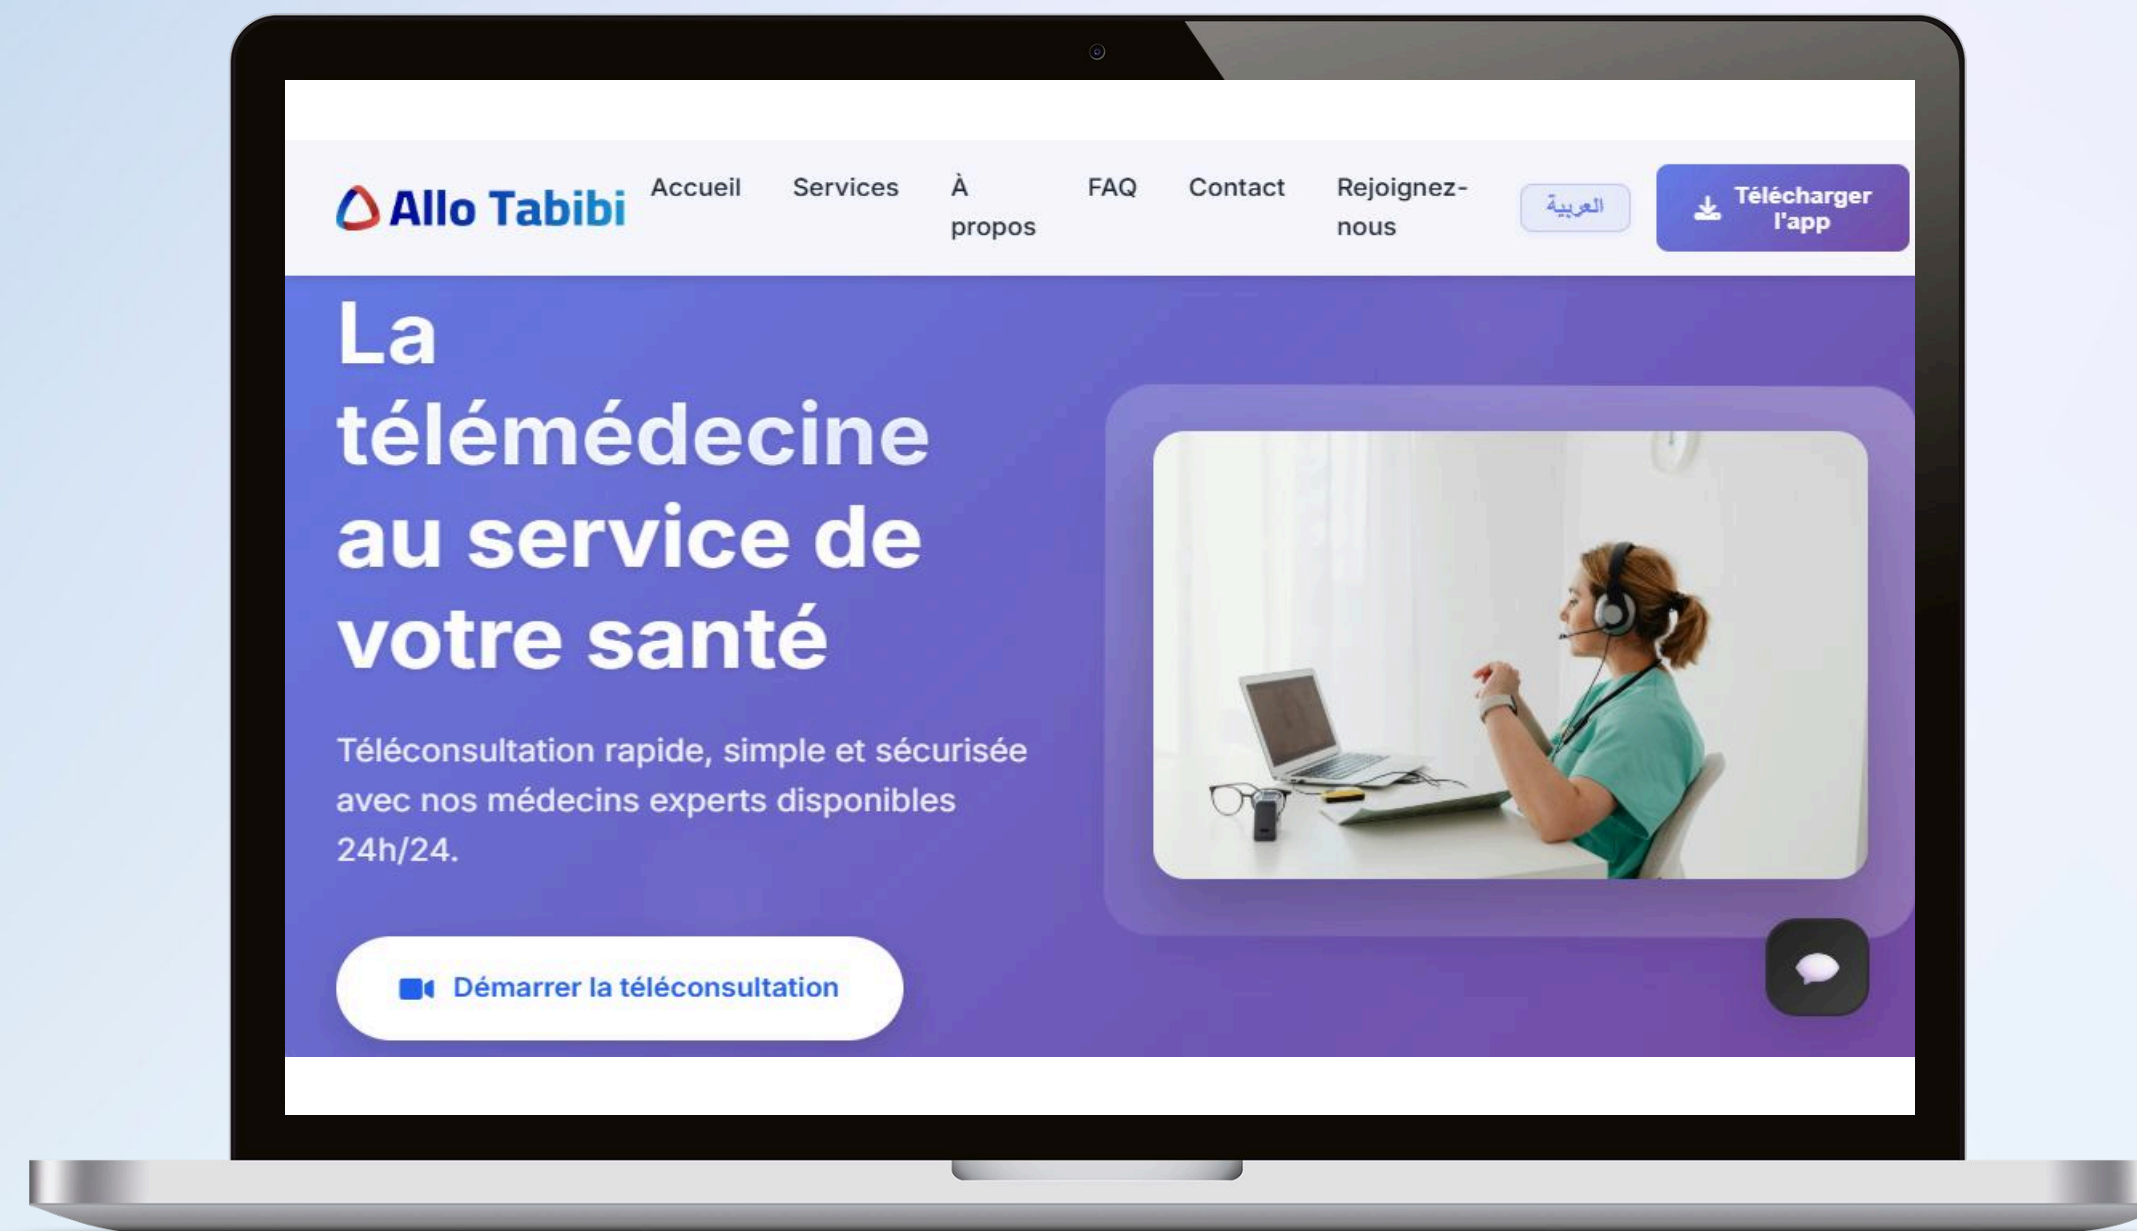 Allo Tabibi
Accueil
Services
À
propos
FAQ
Contact
Rejoignez-
nous
العربية
Télécharger
l'app
La
télémédecine
au service de
votre santé
Téléconsultation rapide, simple et sécurisée
avec nos médecins experts disponibles
24h/24.
Démarrer la téléconsultation